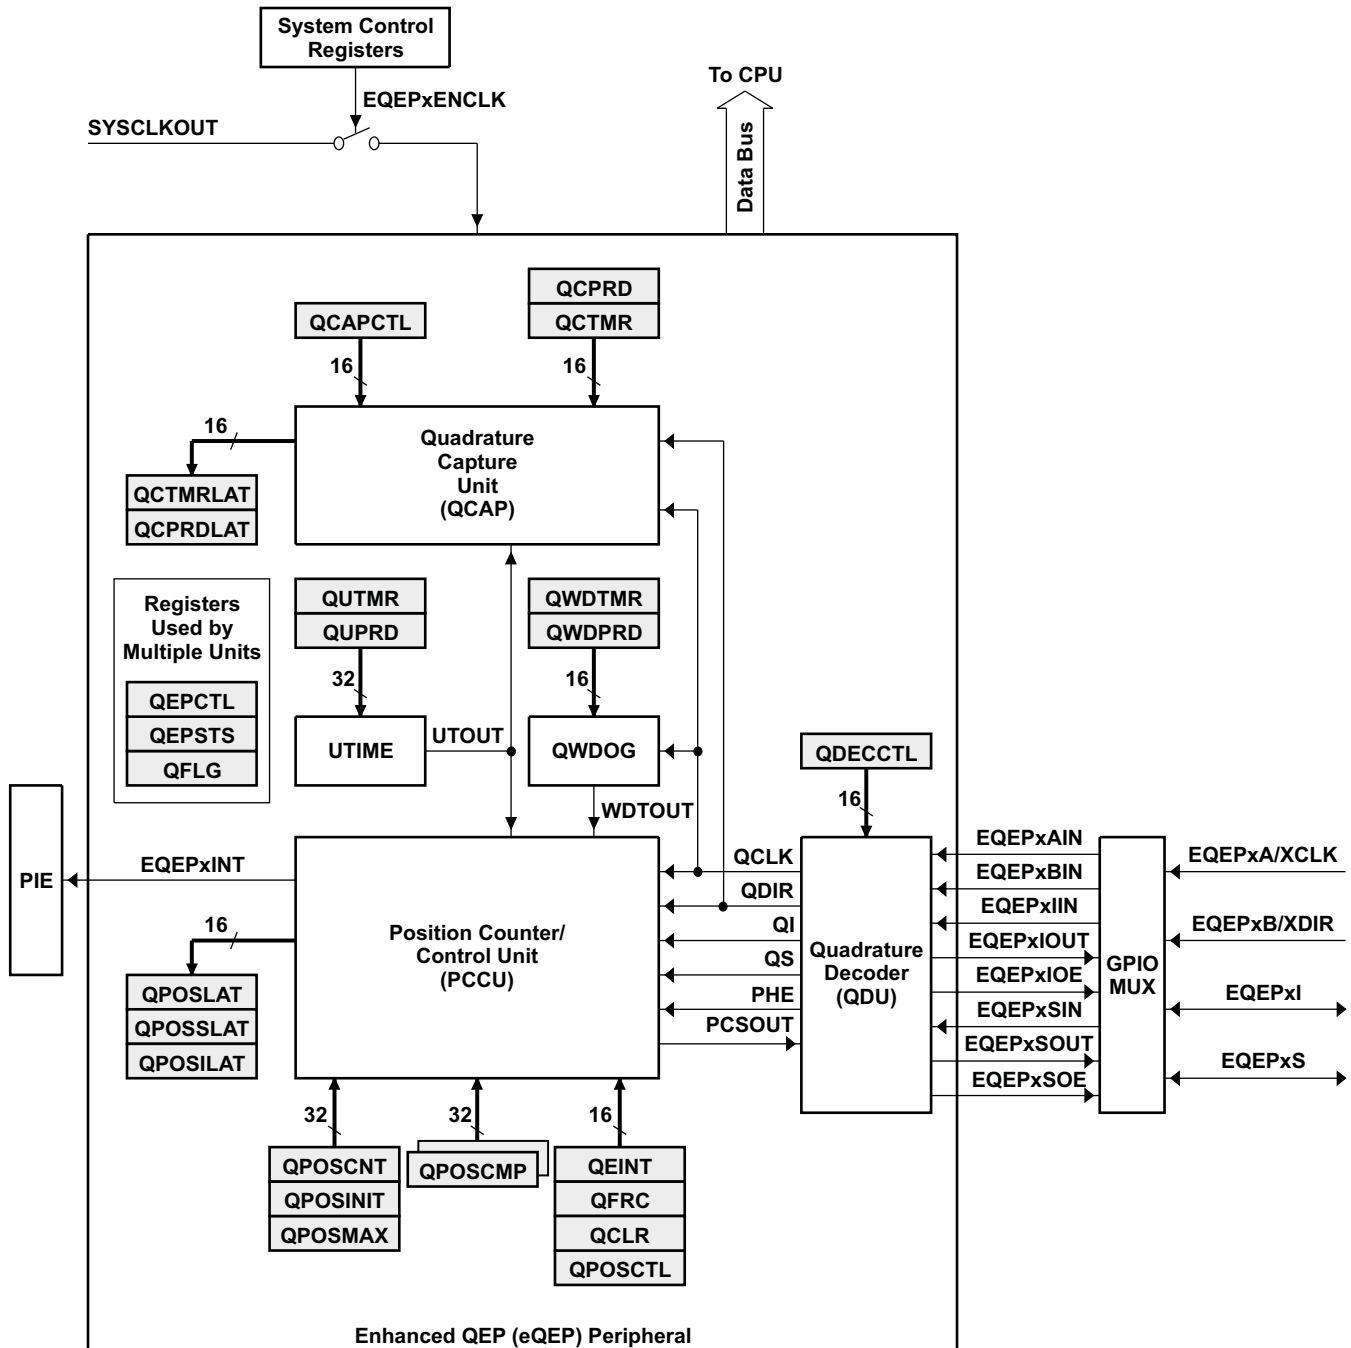 System Control
Registers
To CPU
EQEPxENCLK
SYSCLKOUT
Data Bus
QCPRD
QCAPCTL
QCTMR
16
16
16
Quadrature
Capture
Unit
(QCAP)
QCTMRLAT
QCPRDLAT
Registers
Used by
Multiple Units
QEPCTL
QEPSTS
QFLG
QUTMR
QUPRD
QWDTMR
QWDPRD
32
16
UTIME
UTOUT
QWDOG
QDECCTL
WDTOUT
16
PIE
EQEPxINT
16
Position Counter/
Control Unit
(PCCU)
QCLK
QDIR
QI
QS
PHE
PCSOUT
Quadrature
Decoder
(QDU)
EQEPxAIN
EQEPxBIN
EQEPxIIN
EQEPxIOUT
EQEPxIOE
EQEPxSIN
EQEPxSOUT
EQEPxSOE
GPIO
MUX
EQEPxA/XCLK
EQEPxB/XDIR
EQEPxI
EQEPxS
QPOSLAT
QPOSSLAT
QPOSILAT
32
32
16
QPOSCNT
QPOSINIT
QPOSMAX
QPOSCMP
QEINT
QFRC
QCLR
QPOSCTL
Enhanced QEP (eQEP) Peripheral